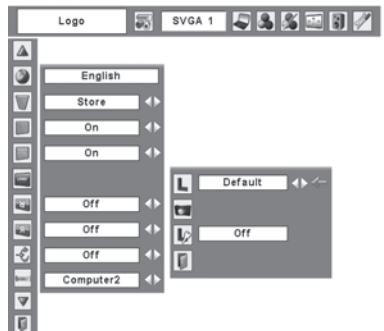 Logo
SVGA 1
English
Store
On
On
Default
Off
Off
Off
Off
Computer2